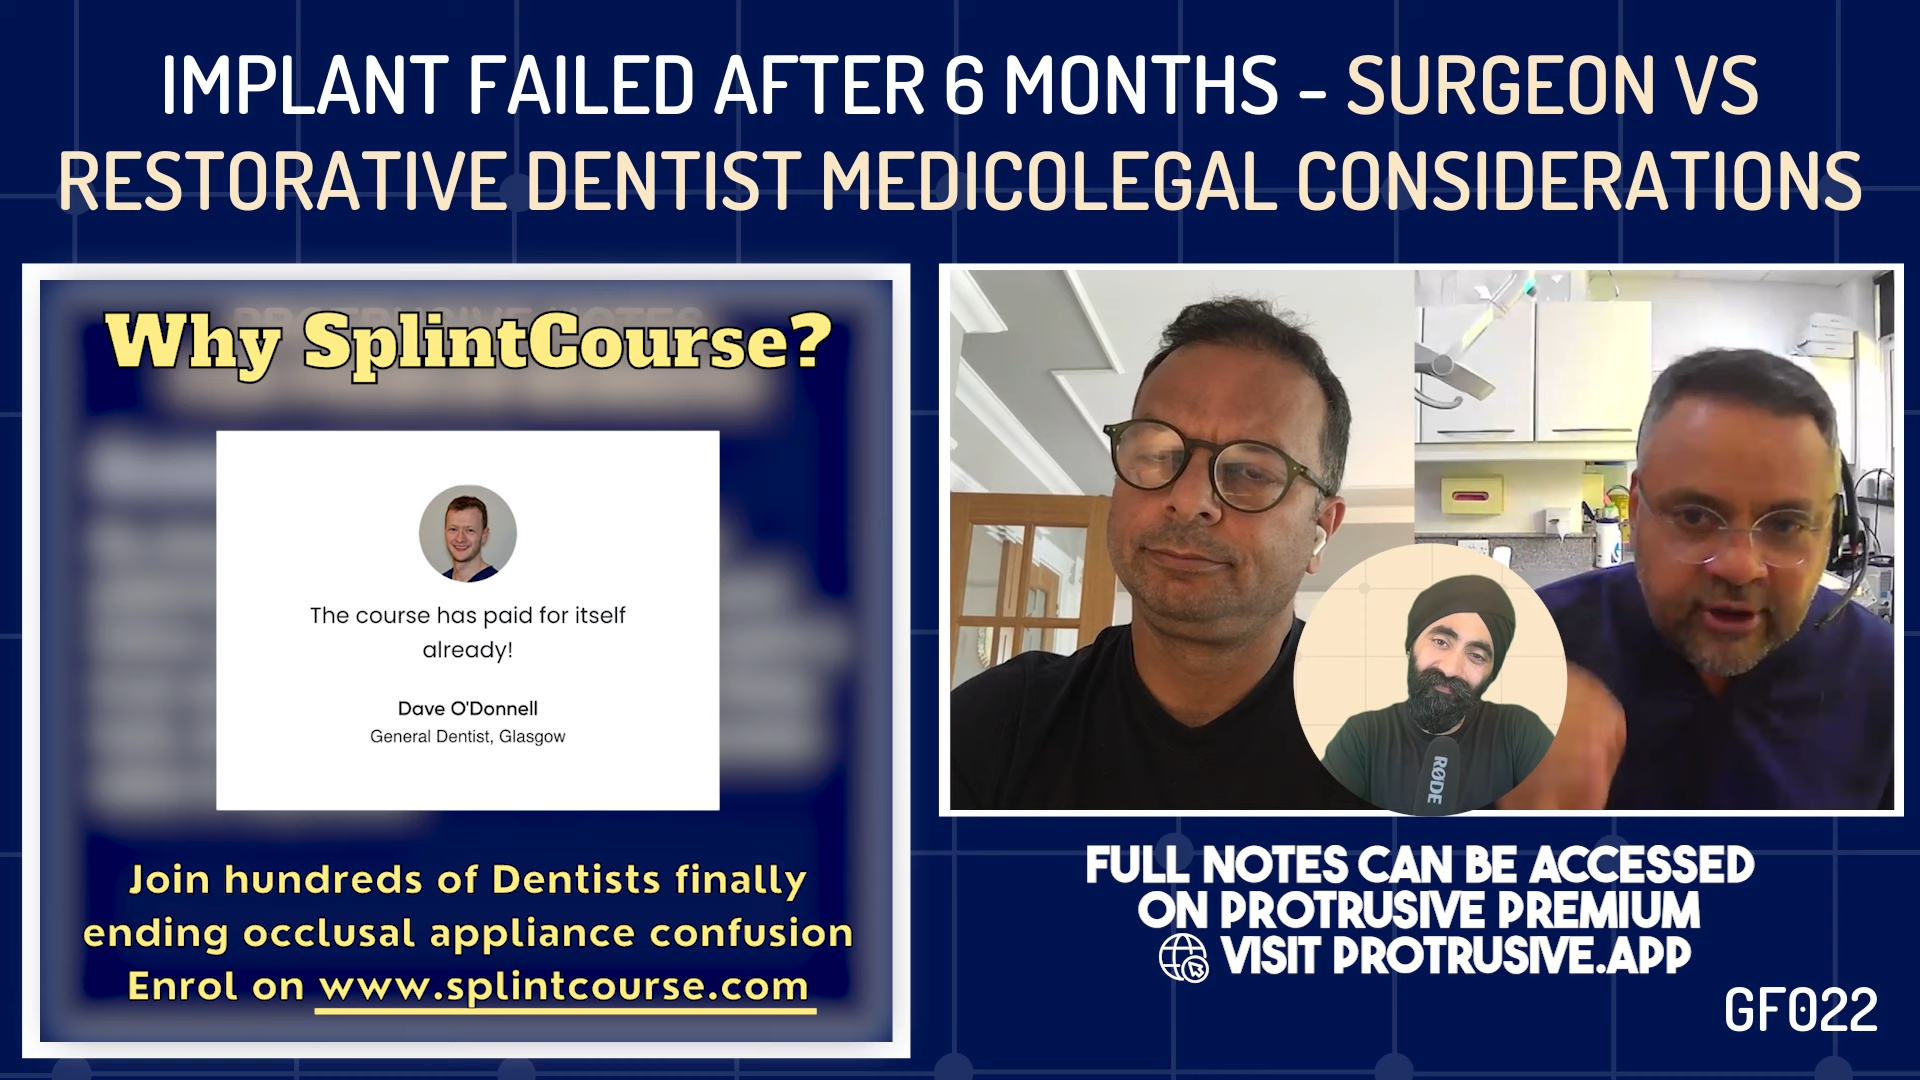 IMPLANT FAILED AFTER 6 MONTHS - SURGEON VS
RESTORATIVE DENTIST MEDICOLEGAL CONSIDERATIONS
Why SplintCourse?
The course has paid for itself
already!
Dave O'Donnell
General Dentist, Glasgow
Join hundreds of Dentists finally
ending occlusal appliance confusion
Enrol on www.splintcourse.com
RØDE
FULL NOTES CAN BE ACCESSED
ON PROTRUSIVE PREMIUM
VISIT PROTRUSIVE.APP
GF022